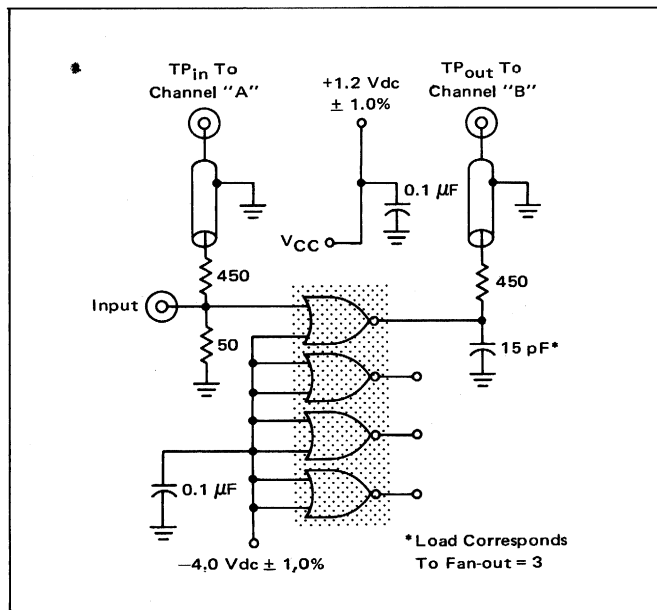 TPin To
Channel "A"
+1.2 Vdc
± 1.0%
TPout To
Channel "B"
0.1 µF
VCC
450
450
Input
50
15 pF*
0.1 µF
−4.0 Vdc ± 1,0%
*Load Corresponds
To Fan-out = 3